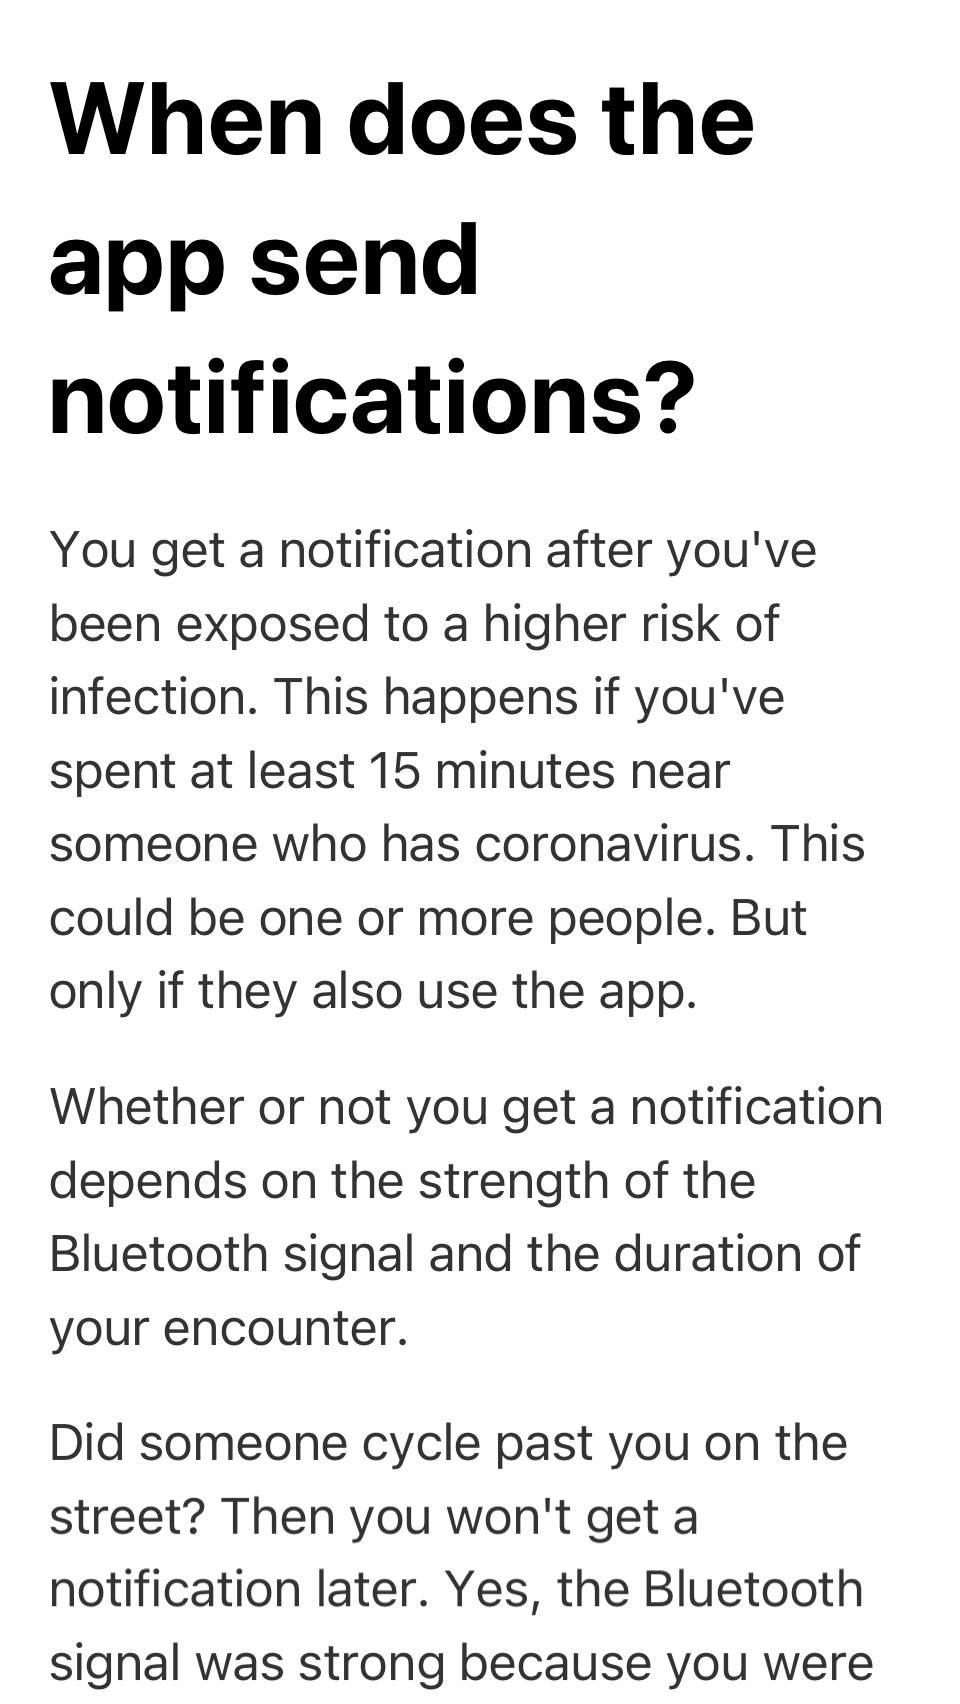 When does the
app send
notifications?
You get a notification after you've
been exposed to a higher risk of
infection. This happens if you've
spent at least 15 minutes near
someone who has coronavirus. This
could be one or more people. But
only if they also use the app.
Whether or not you get a notification
depends on the strength of the
Bluetooth signal and the duration of
your encounter.
Did someone cycle past you on the
street? Then you won't get a
notification later. Yes, the Bluetooth
signal was strong because you were